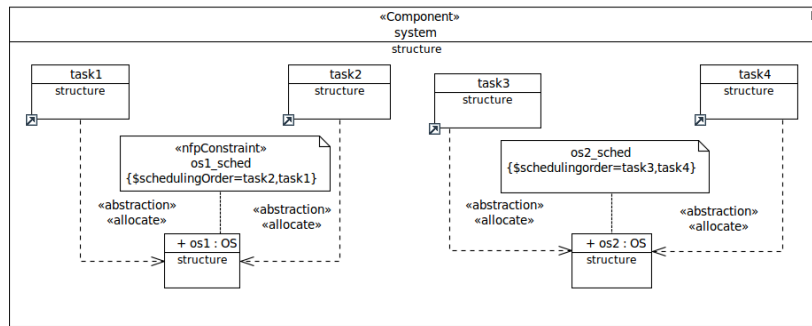 «Component»
system
structure
task1
structure
task2
structure
task3
structure
task4
structure
«nfpConstraint»
os1_sched
{$schedulingOrder=task2,task1}
os2_sched
{$schedulingorder=task3,task4}
«abstraction»
«allocate»
«abstraction»
«allocate»
«abstraction»
«allocate»
«abstraction»
«allocate»
+ os1 : OS
structure
+ os2 : OS
structure